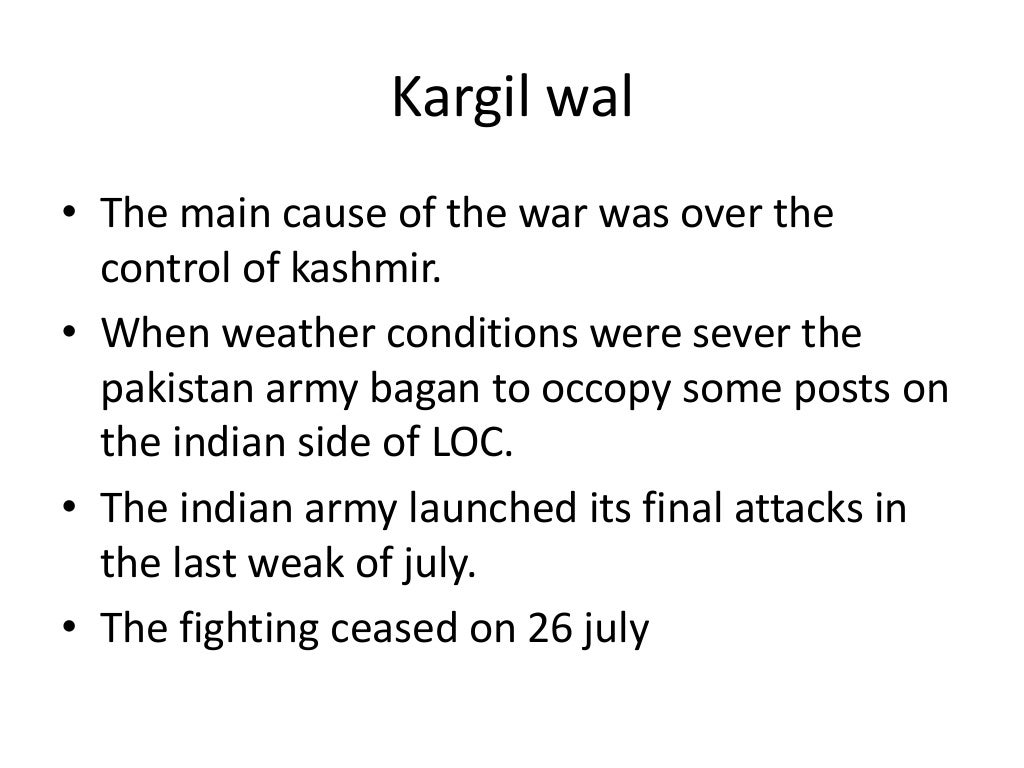 Kargil wal
• The main cause of the war was over the
control of kashmir.
• When weather conditions were sever the
pakistan army bagan to occopy some posts on
the indian side of LOC.
• The indian army launched its final attacks in
the last weak of july.
• The fighting ceased on 26 july